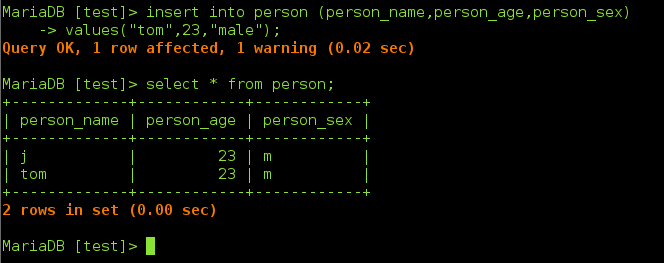 MariaDB [test]> insert into person (person_name,person_age,person_sex)
    -> values("tom",23,"male");
Query OK, 1 row affected, 1 warning (0.02 sec)

MariaDB [test]> select * from person;
+-------------+------------+------------+
| person_name | person_age | person_sex |
+-------------+------------+------------+
| j           |         23 | m          |
| tom         |         23 | m          |
+-------------+------------+------------+
2 rows in set (0.00 sec)

MariaDB [test]>